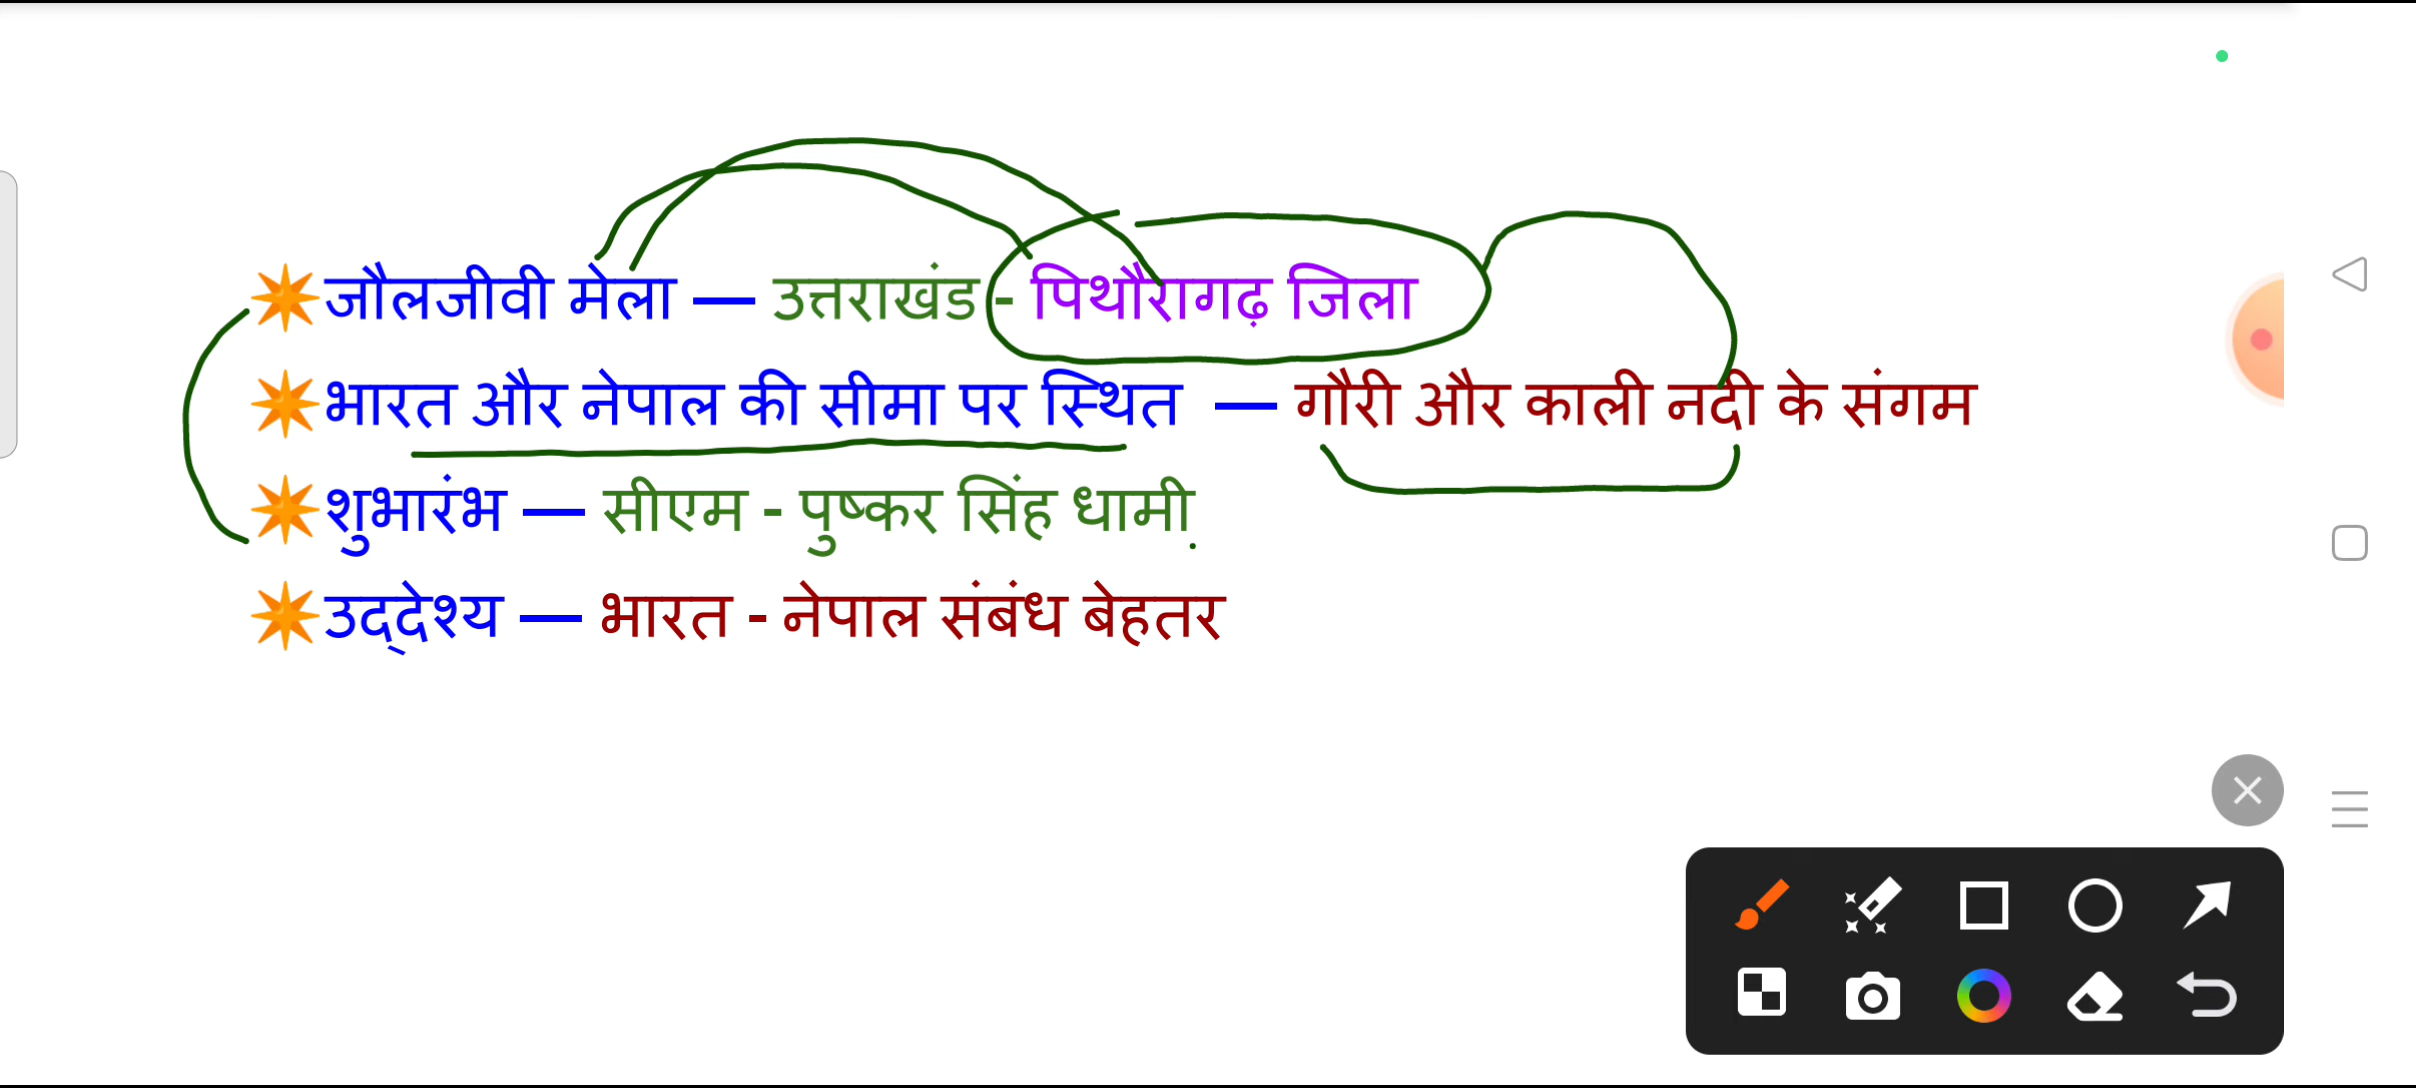 जौलजीवी मेला — उत्तराखंड - पिथौरागढ़ जिला
भारत और नेपाल की सीमा पर स्थित — गौरी और काली नदी के संगम
शुभारंभ — सीएम - पुष्कर सिंह धामी
उद्देश्य — भारत - नेपाल संबंध बेहतर